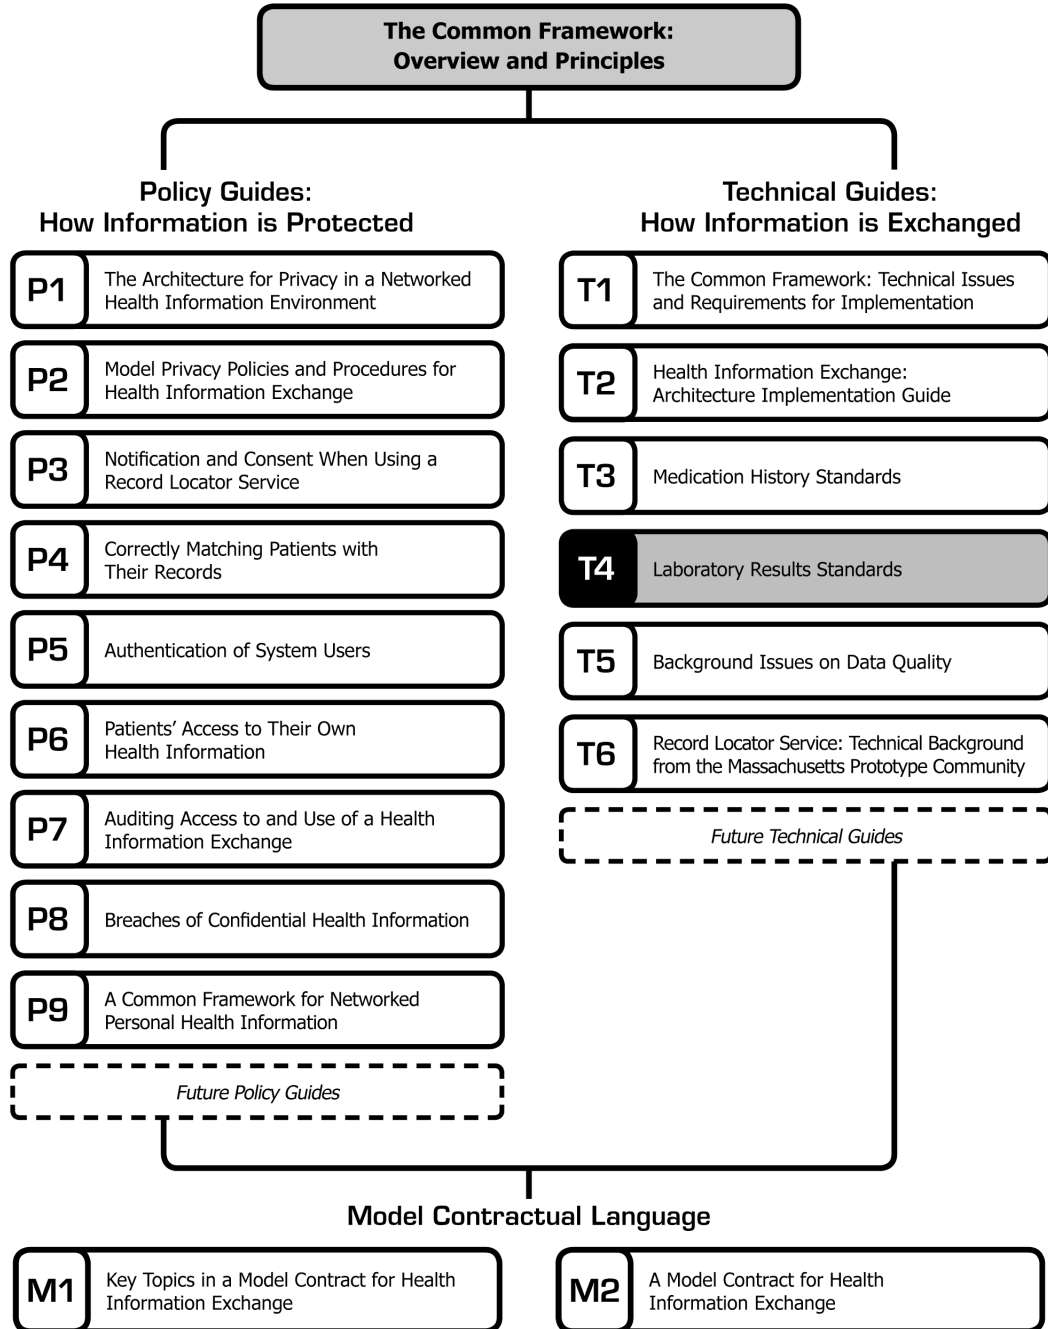 The Common Framework:
Overview and Principles
Policy Guides:
How Information is Protected
P1
The Architecture for Privacy in a Networked
Health Information Environment
P2
Model Privacy Policies and Procedures for
Health Information Exchange
P3
Notification and Consent When Using a
Record Locator Service
P4
Correctly Matching Patients with
Their Records
P5
Authentication of System Users
P6
Patients’ Access to Their Own
Health Information
P7
Auditing Access to and Use of a Health
Information Exchange
P8
Breaches of Confidential Health Information
P9
A Common Framework for Networked
Personal Health Information
Future Policy Guides
Technical Guides:
How Information is Exchanged
T1
The Common Framework: Technical Issues
and Requirements for Implementation
T2
Health Information Exchange:
Architecture Implementation Guide
T3
Medication History Standards
T4
Laboratory Results Standards
T5
Background Issues on Data Quality
T6
Record Locator Service: Technical Background
from the Massachusetts Prototype Community
Future Technical Guides
Model Contractual Language
M1
Key Topics in a Model Contract for Health
Information Exchange
M2
A Model Contract for Health
Information Exchange